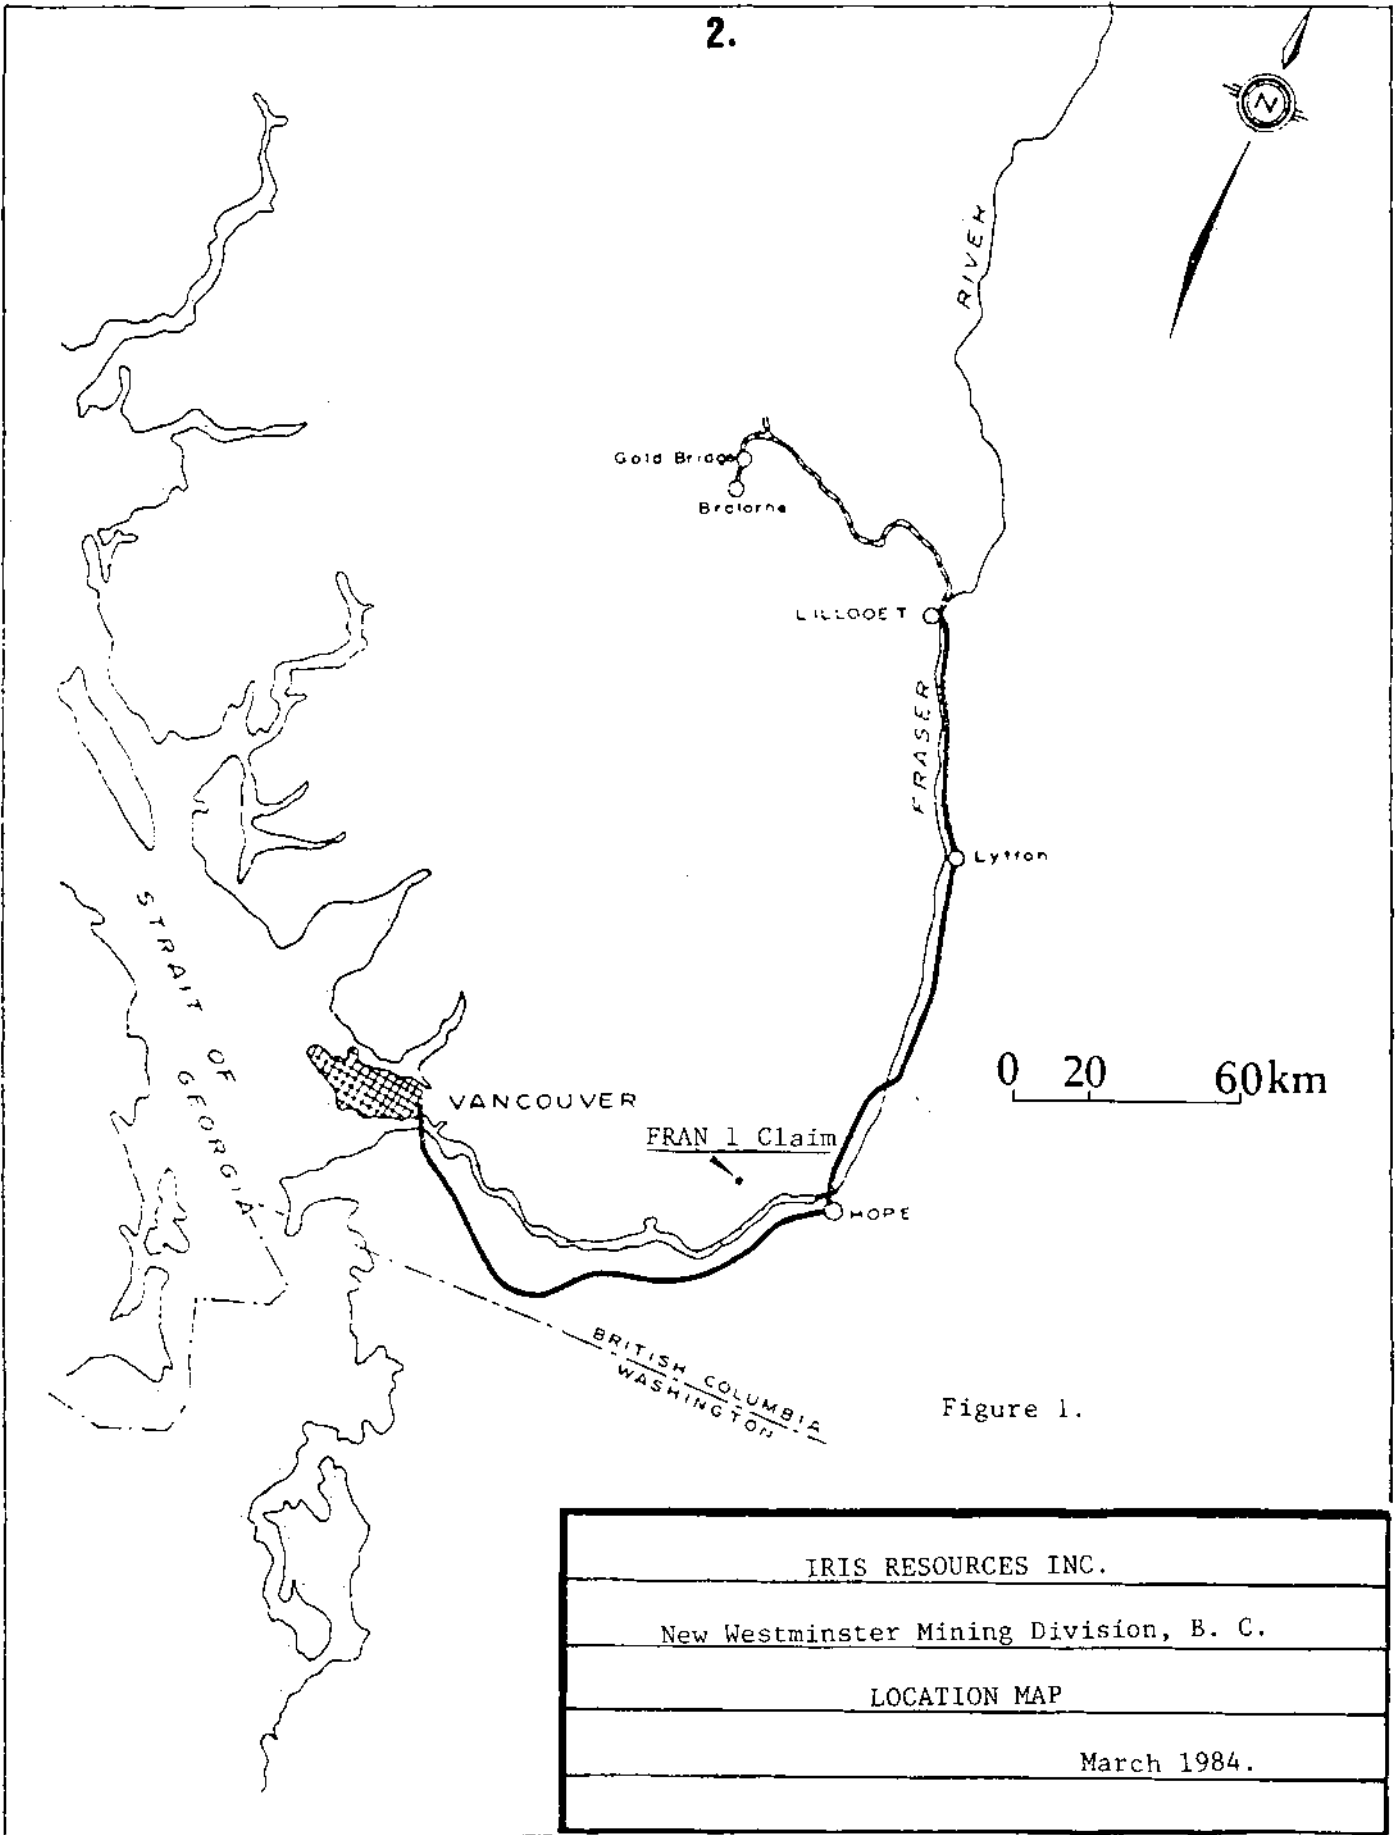 2.
N
RIVER
Gold Bridge
Bralorne
LILLOOET
FRASER
Lytton
STRAIT OF GEORGIA
0 20 60km
VANCOUVER
FRAN 1 Claim
HOPE
BRITISH COLUMBIA
WASHINGTON
Figure 1.
IRIS RESOURCES INC.
New Westminster Mining Division, B. C.
LOCATION MAP
March 1984.